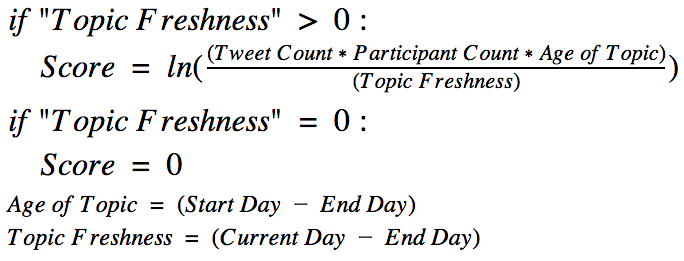 if "Topic Freshness" > 0 :
Score = ln((Tweet Count * Participant Count * Age of Topic) / (Topic Freshness))
if "Topic Freshness" = 0 :
Score = 0
Age of Topic = (Start Day − End Day)
Topic Freshness = (Current Day − End Day)